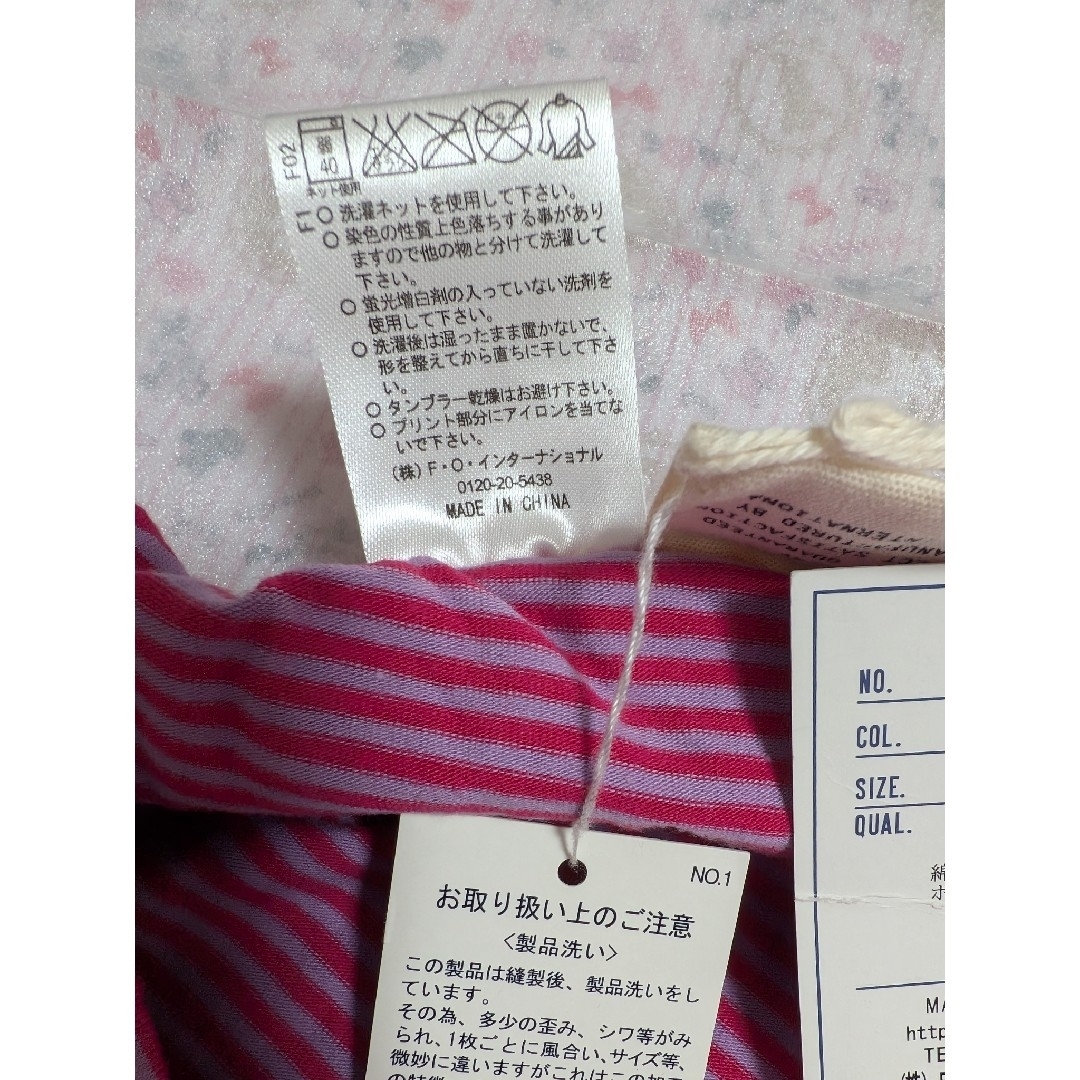 F02
40
ネット使用
F1
○ 洗濯ネットを使用して下さい。
○ 染色の性質上色落ちする事があり
ますので他の物と分けて洗濯して
下さい。
○ 蛍光増白剤の入っていない洗剤を
使用して下さい。
○ 洗濯後は湿ったまま置かないで、
形を整えてから直ちに干して下さ
い。
○ タンブラー乾燥はお避け下さい。
○ プリント部分にアイロンを当てな
いで下さい。
(株)F・O・インターナショナル
0120-20-5438
MADE IN CHINA
NO.1
お取り扱い上のご注意
〈製品洗い〉
この製品は縫製後、製品洗いをし
ています。
その為、多少の歪み、シワ等がみ
られ、1枚ごとに風合い、サイズ等、
微妙に違いますがこれはこの加工
の特徴
NO.
COL.
SIZE.
QUAL.
綿
ポ
MA
http
TE
(株)